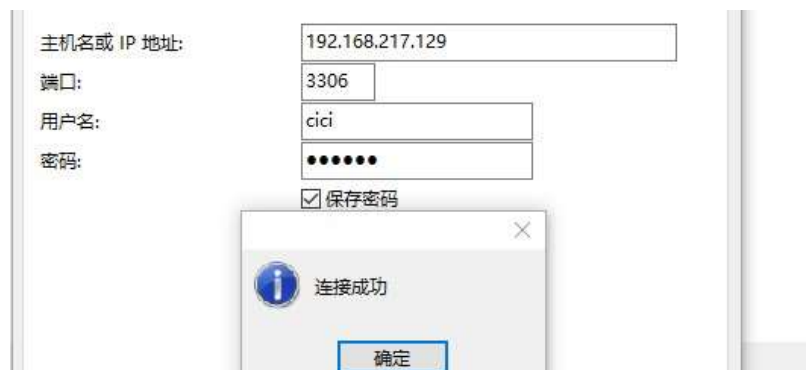 主机名或 IP 地址: 192.168.217.129
端口: 3306
用户名: cici
密码: ●●●●●●
保存密码
连接成功
确定